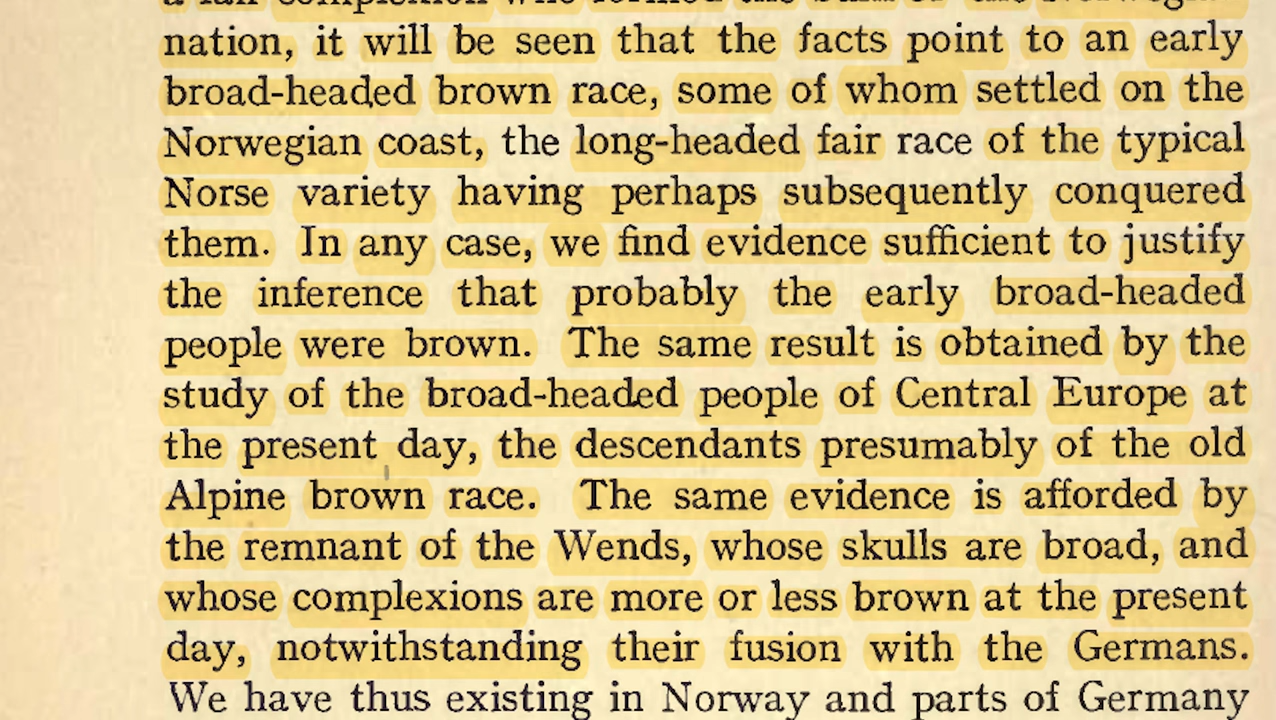 nation, it will be seen that the facts point to an early
broad-headed brown race, some of whom settled on the
Norwegian coast, the long-headed fair race of the typical
Norse variety having perhaps subsequently conquered
them. In any case, we find evidence sufficient to justify
the inference that probably the early broad-headed
people were brown. The same result is obtained by the
study of the broad-headed people of Central Europe at
the present day, the descendants presumably of the old
Alpine brown race. The same evidence is afforded by
the remnant of the Wends, whose skulls are broad, and
whose complexions are more or less brown at the present
day, notwithstanding their fusion with the Germans.
We have thus existing in Norway and parts of Germany